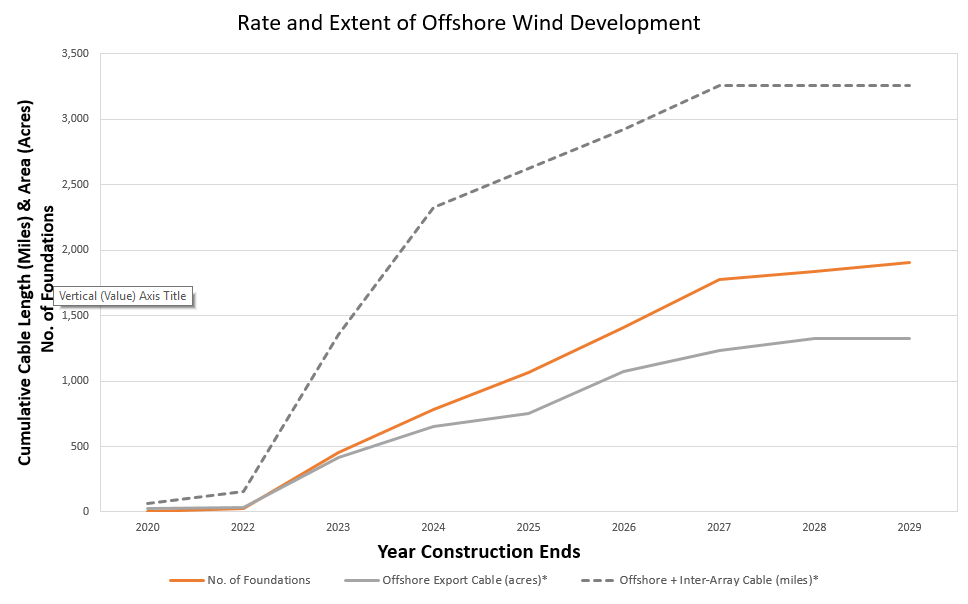 Rate and Extent of Offshore Wind Development
3,500
3,000
2,500
2,000
1,500
1,000
500
0
Cumulative Cable Length (Miles) & Area (Acres)
No. of Foundations
Vertical (Value) Axis Title
2020 2022 2023 2024 2025 2026 2027 2028 2029
Year Construction Ends
No. of Foundations Offshore Export Cable (acres)* Offshore + Inter-Array Cable (miles)*